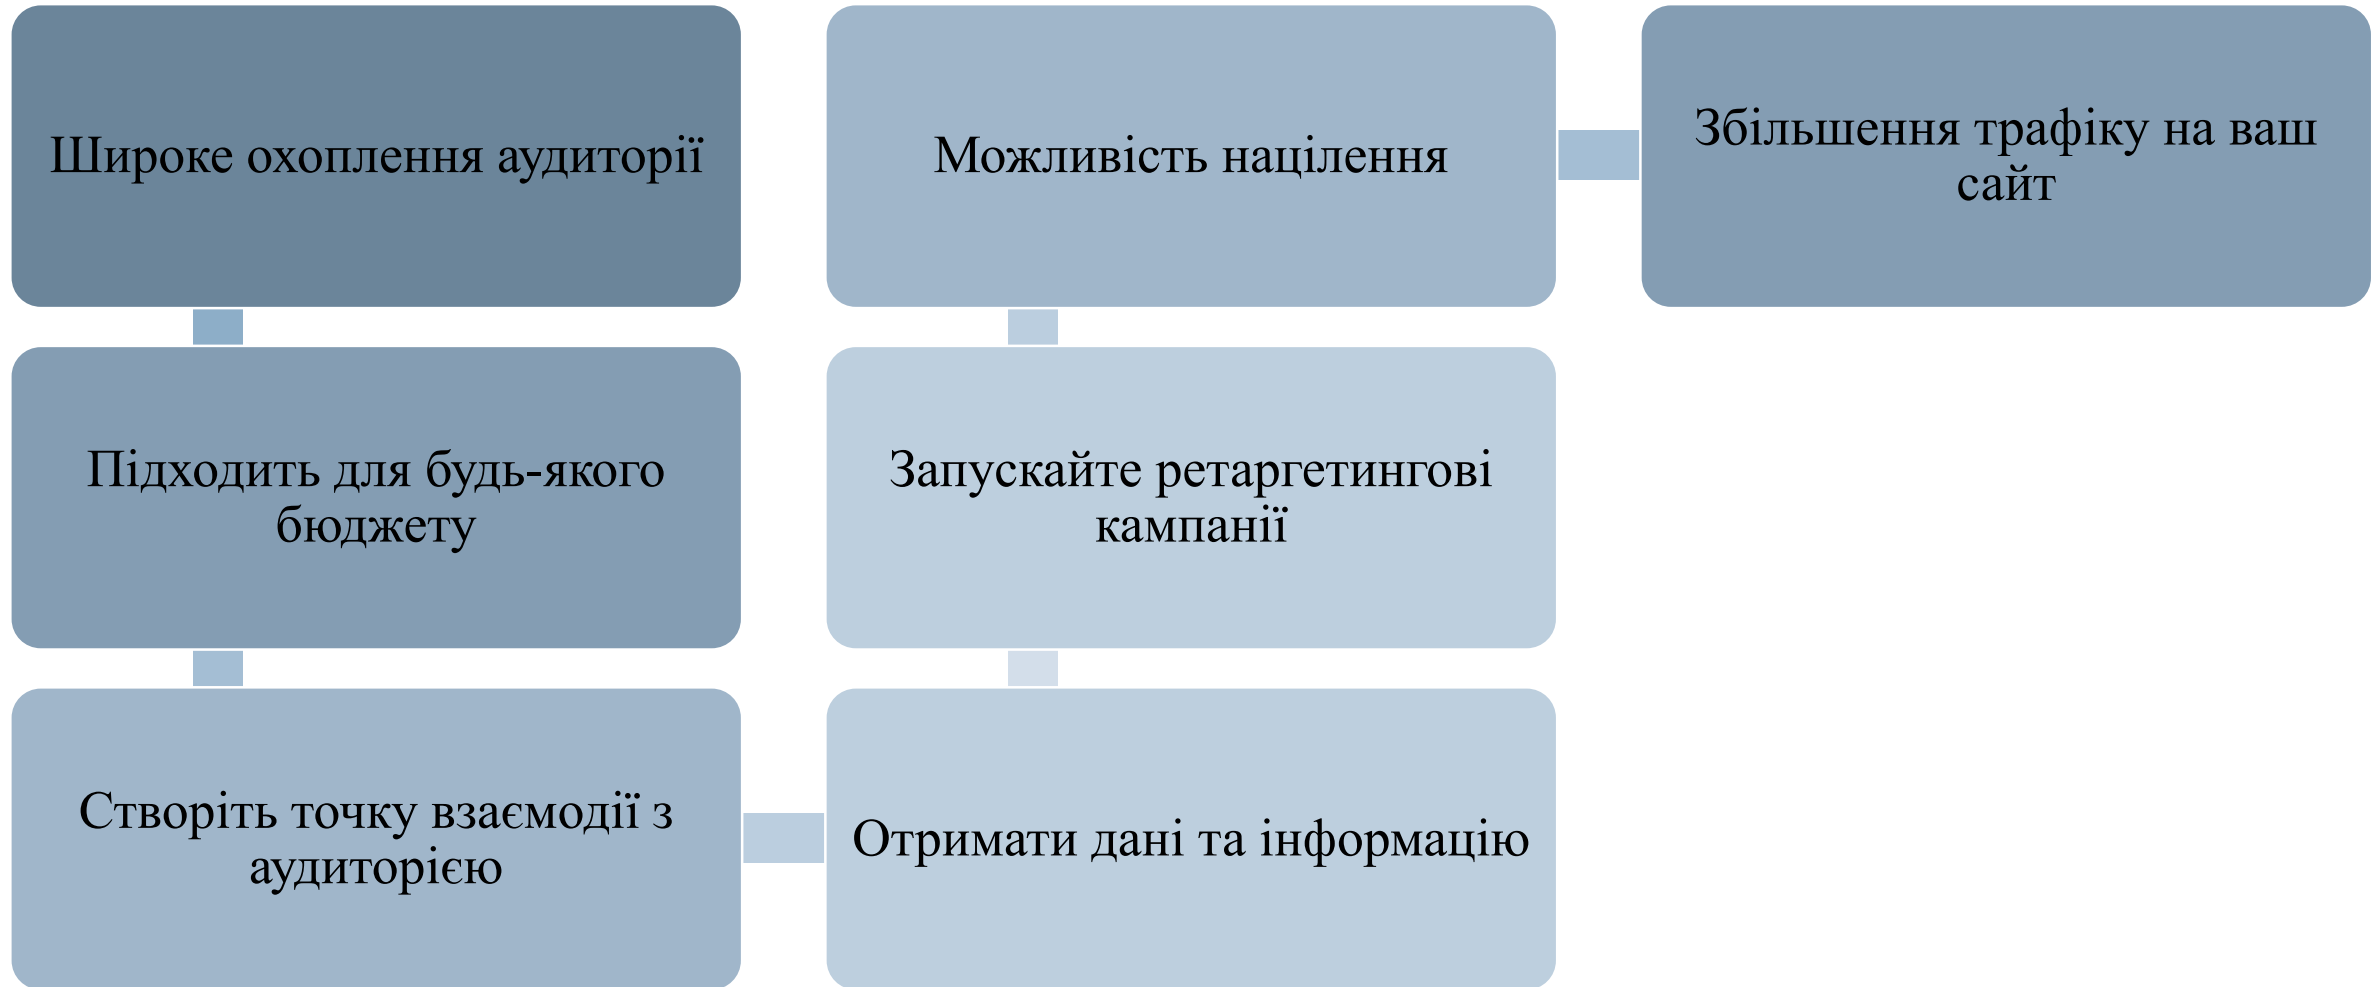 Широке охоплення аудиторії
Підходить для будь-якого
бюджету
Створіть точку взаємодії з
аудиторією
Отримати дані та інформацію
Запускайте ретаргетингові
кампанії
Можливість націлення
Збільшення трафіку на ваш
сайт